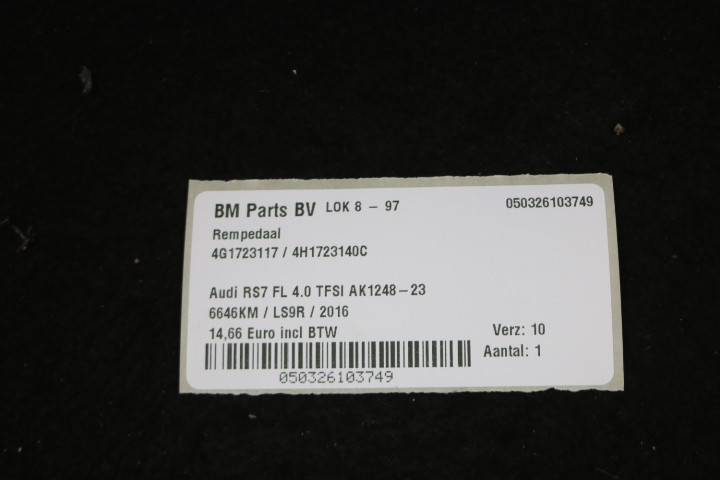 BM Parts BV LOK 8 – 97 050326103749
Rempedaal
4G1723117 / 4H1723140C
Audi RS7 FL 4.0 TFSI AK1248–23
6646KM / LS9R / 2016
14,66 Euro incl BTW Verz: 10
Aantal: 1
050326103749